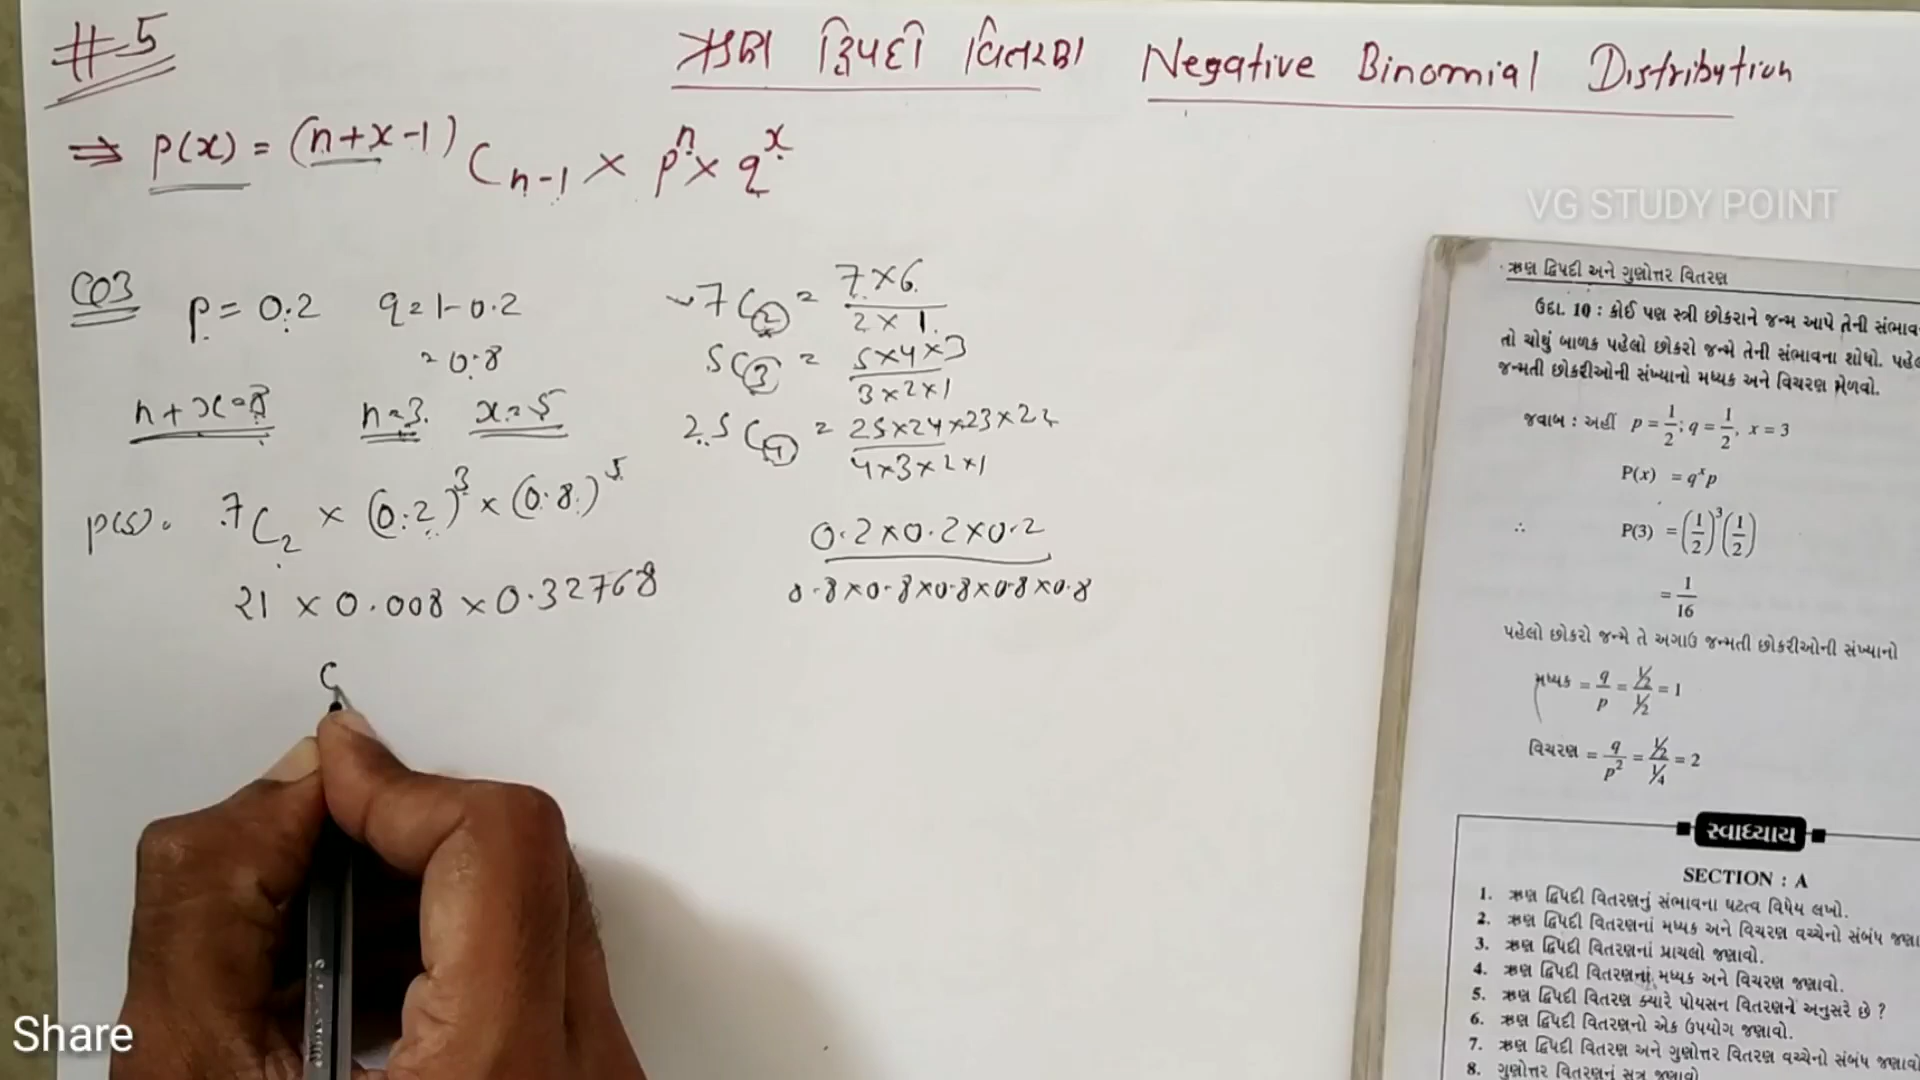 #5
ઋણ દ્વિપદી વિતરણ Negative Binomial Distribution
⇒ p(x) = (n+x-1) C n-1 × p^n × q^x
VG STUDY POINT
p = 0.2 q = 1-0.2
= 0.8
n+x=8 n=3 x=5
p(5) = 7C2 × (0.2)^3 × (0.8)^5
21 × 0.008 × 0.32768
7C2 = 7×6 / 2×1
5C3 = 5×4×3 / 3×2×1
25C4 = 25×24×23×22 / 4×3×2×1
0.2×0.2×0.2
0.8×0.8×0.8×0.8×0.8
ઋણ દ્વિપદી અને ગુણોત્તર વિતરણ
ઉદા. 10 : કોઈ પણ સ્ત્રી છોકરાને જન્મ આપે તેની સંભાવ
તો ચોથું બાળક પહેલો છોકરો જન્મે તેની સંભાવના શોધો. પહેલ
જન્મતી છોકરીઓની સંખ્યાનો મધ્યક અને વિચરણ મેળવો.
જવાબ : અહીં p = 1/2; q = 1/2, x = 3
P(x) = q^x p
∴ P(3) = (1/2)^3 (1/2)
= 1/16
પહેલો છોકરો જન્મે તે અગાઉ જન્મતી છોકરીઓની સંખ્યાનો
મધ્યક = q/p = ½/½ = 1
વિચરણ = q/p² = ½/¼ = 2
સ્વાધ્યાય
SECTION : A
1. ઋણ દ્વિપદી વિતરણનું સંભાવના ઘટત્વ વિધેય લખો.
2. ઋણ દ્વિપદી વિતરણનાં મધ્યક અને વિચરણ વચ્ચેનો સંબંધ જણા
3. ઋણ દ્વિપદી વિતરણનાં પ્રાચલો જણાવો.
4. ઋણ દ્વિપદી વિતરણનાં મધ્યક અને વિચરણ જણાવો.
5. ઋણ દ્વિપદી વિતરણ ક્યારે પોયસન વિતરણને અનુસરે છે ?
6. ઋણ દ્વિપદી વિતરણનો એક ઉપયોગ જણાવો.
7. ઋણ દ્વિપદી વિતરણ અને ગુણોત્તર વિતરણ વચ્ચેનો સંબંધ જણાવો
8. ગુણોત્તર વિતરણનું સૂત્ર જણાવો
Share